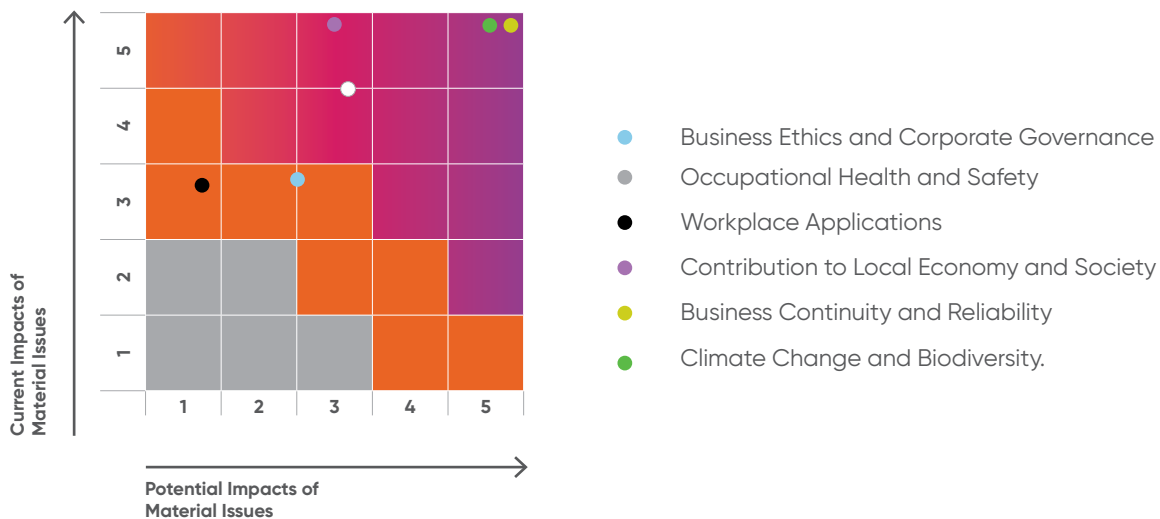 5
4
3
2
1
Current Impacts of
Material Issues
1 2 3 4 5
Potential Impacts of
Material Issues
Business Ethics and Corporate Governance
Occupational Health and Safety
Workplace Applications
Contribution to Local Economy and Society
Business Continuity and Reliability
Climate Change and Biodiversity.